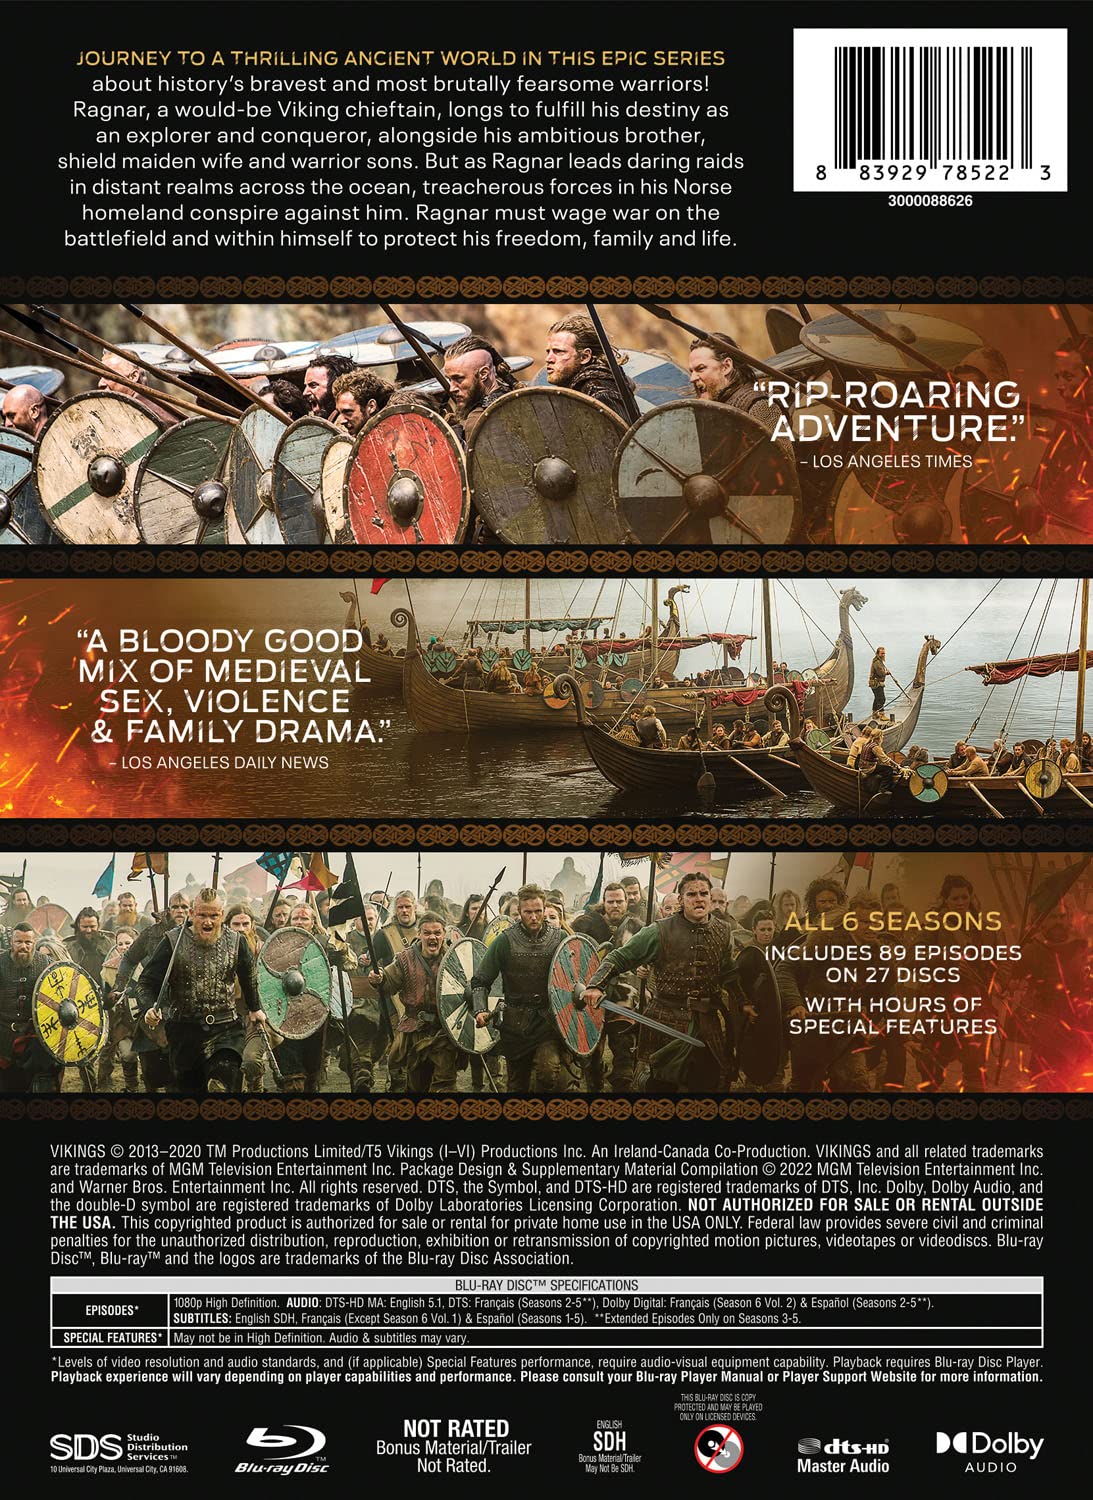 JOURNEY TO A THRILLING ANCIENT WORLD IN THIS EPIC SERIES
about history's bravest and most brutally fearsome warriors!
Ragnar, a would-be Viking chieftain, longs to fulfill his destiny as
an explorer and conqueror, alongside his ambitious brother,
shield maiden wife and warrior sons. But as Ragnar leads daring raids
in distant realms across the ocean, treacherous forces in his Norse
homeland conspire against him. Ragnar must wage war on the
battlefield and within himself to protect his freedom, family and life.
8 83929 78522 3
3000088626
“RIP-ROARING
ADVENTURE.”
– LOS ANGELES TIMES
“A BLOODY GOOD
MIX OF MEDIEVAL
SEX, VIOLENCE
& FAMILY DRAMA.”
– LOS ANGELES DAILY NEWS
ALL 6 SEASONS
INCLUDES 89 EPISODES
ON 27 DISCS
WITH HOURS OF
SPECIAL FEATURES
VIKINGS © 2013–2020 TM Productions Limited/T5 Vikings (I–VI) Productions Inc. An Ireland-Canada Co-Production. VIKINGS and all related trademarks
are trademarks of MGM Television Entertainment Inc. Package Design & Supplementary Material Compilation © 2022 MGM Television Entertainment Inc.
and Warner Bros. Entertainment Inc. All rights reserved. DTS, the Symbol, and DTS-HD are registered trademarks of DTS, Inc. Dolby, Dolby Audio, and
the double-D symbol are registered trademarks of Dolby Laboratories Licensing Corporation. NOT AUTHORIZED FOR SALE OR RENTAL OUTSIDE
THE USA. This copyrighted product is authorized for sale or rental for private home use in the USA ONLY. Federal law provides severe civil and criminal
penalties for the unauthorized distribution, reproduction, exhibition or retransmission of copyrighted motion pictures, videotapes or videodiscs. Blu-ray
Disc™, Blu-ray™ and the logos are trademarks of the Blu-ray Disc Association.
BLU-RAY DISC™ SPECIFICATIONS
EPISODES*
1080p High Definition. AUDIO: DTS-HD MA: English 5.1, DTS: Français (Seasons 2-5**), Dolby Digital: Français (Season 6 Vol. 2) & Español (Seasons 2-5**).
SUBTITLES: English SDH, Français (Except Season 6 Vol. 1) & Español (Seasons 1-5). **Extended Episodes Only on Seasons 3-5.
SPECIAL FEATURES*
May not be in High Definition. Audio & subtitles may vary.
*Levels of video resolution and audio standards, and (if applicable) Special Features performance, require audio-visual equipment capability. Playback requires Blu-ray Disc Player.
Playback experience will vary depending on player capabilities and performance. Please consult your Blu-ray Player Manual or Player Support Website for more information.
SDS Studio
Distribution
Services™
10 Universal City Plaza, Universal City, CA 91608.
Blu-ray Disc™
NOT RATED
Bonus Material/Trailer
Not Rated.
ENGLISH
SDH
Bonus Material/Trailer
May Not Be SDH.
THIS BLU-RAY DISC IS COPY
PROTECTED AND MAY BE PLAYED
ONLY ON LICENSED DEVICES.
dts-HD
Master Audio
Dolby
AUDIO